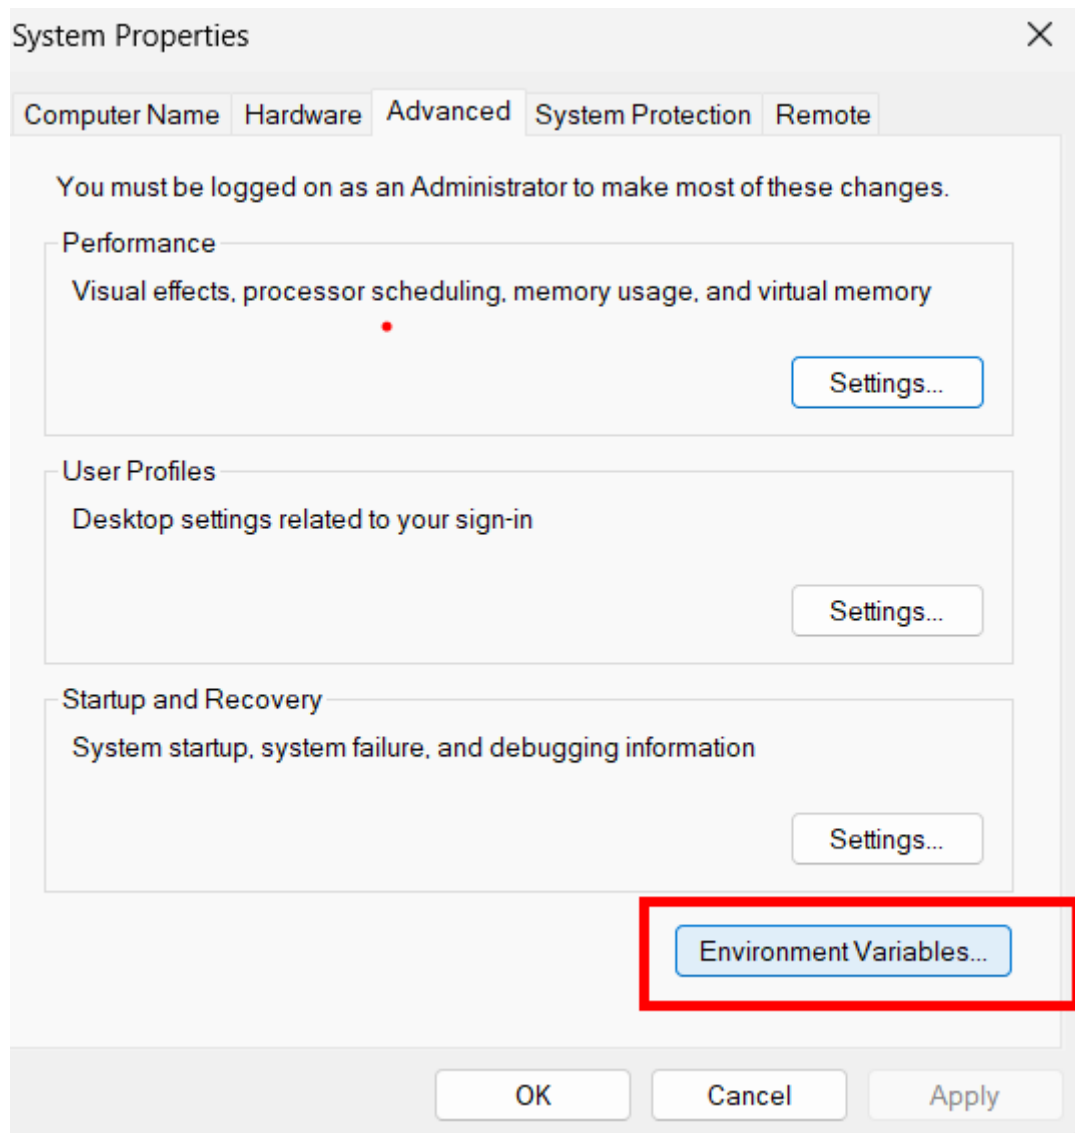 System Properties
Computer Name Hardware Advanced System Protection Remote
You must be logged on as an Administrator to make most of these changes.
Performance
Visual effects, processor scheduling, memory usage, and virtual memory
Settings...
User Profiles
Desktop settings related to your sign-in
Settings...
Startup and Recovery
System startup, system failure, and debugging information
Settings...
Environment Variables...
OK Cancel Apply